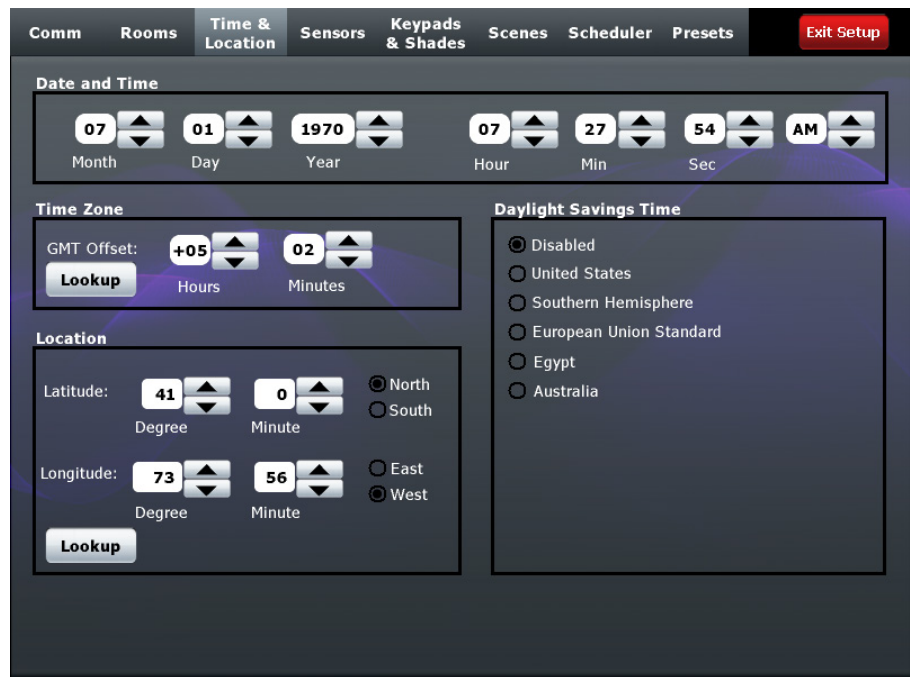 Comm Rooms Time & Location Sensors Keypads & Shades Scenes Scheduler Presets Exit Setup
Date and Time
07 01 1970 07 27 54 AM
Month Day Year Hour Min Sec
Time Zone
GMT Offset: +05 02
Lookup
Hours Minutes
Daylight Savings Time
Disabled
United States
Southern Hemisphere
European Union Standard
Egypt
Australia
Location
Latitude: 41 0 North
South
Degree Minute
Longitude: 73 56 East
West
Degree Minute
Lookup